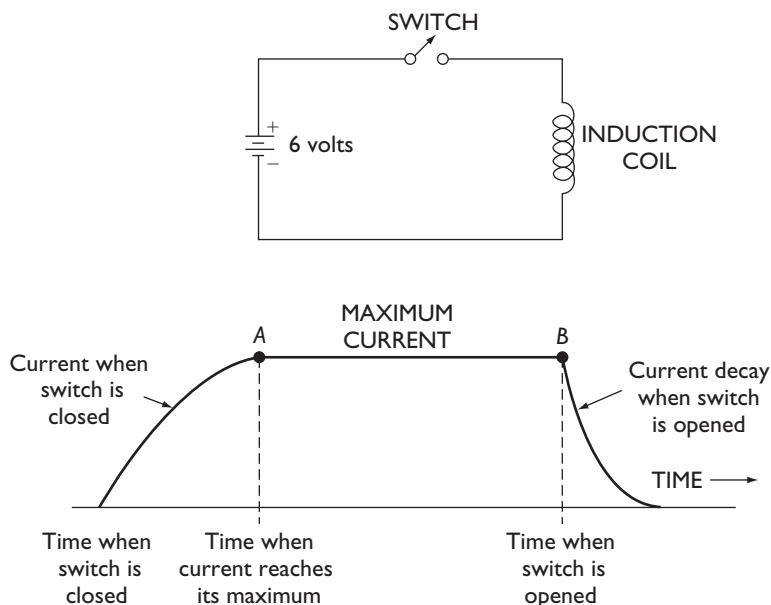 SWITCH
+
6 volts
−
INDUCTION
COIL
MAXIMUM
CURRENT
A
B
Current when
switch is
closed
Current decay
when switch
is opened
TIME
Time when
switch is
closed
Time when
current reaches
its maximum
Time when
switch is
opened